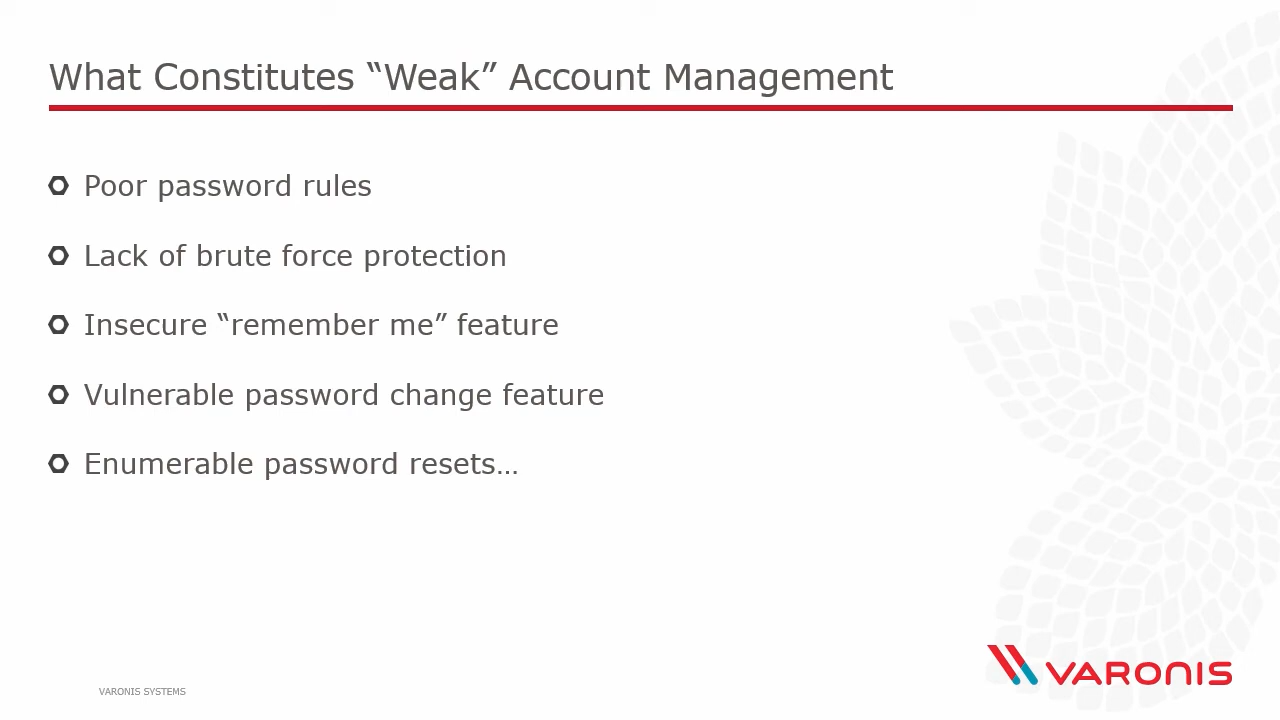 What Constitutes “Weak” Account Management
Poor password rules
Lack of brute force protection
Insecure “remember me” feature
Vulnerable password change feature
Enumerable password resets…
VARONIS SYSTEMS
VARONIS